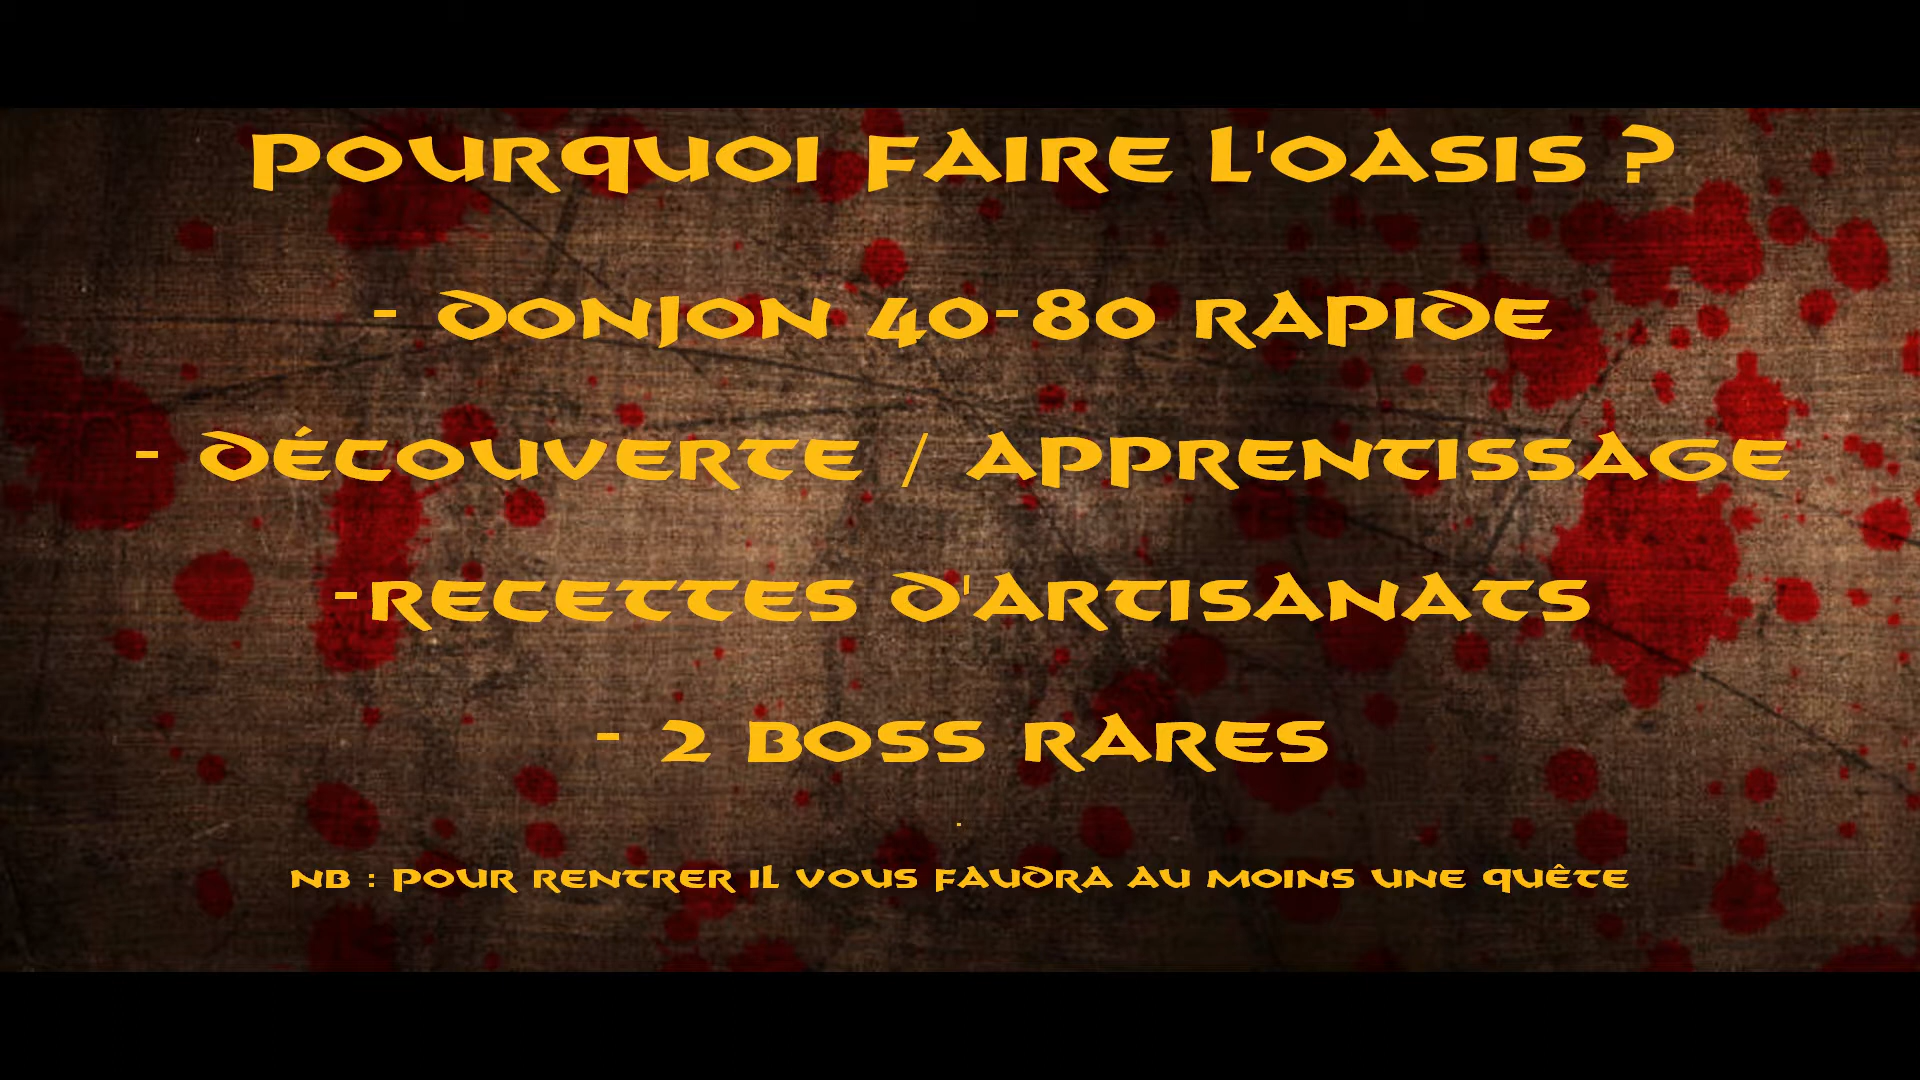 POURQUOI FAIRE L'OASIS ?
- DONJON 40-80 RAPIDE
- DÉCOUVERTE / APPRENTISSAGE
-RECETTES D'ARTISANATS
- 2 BOSS RARES
.
NB : POUR RENTRER IL VOUS FAUDRA AU MOINS UNE QUÊTE